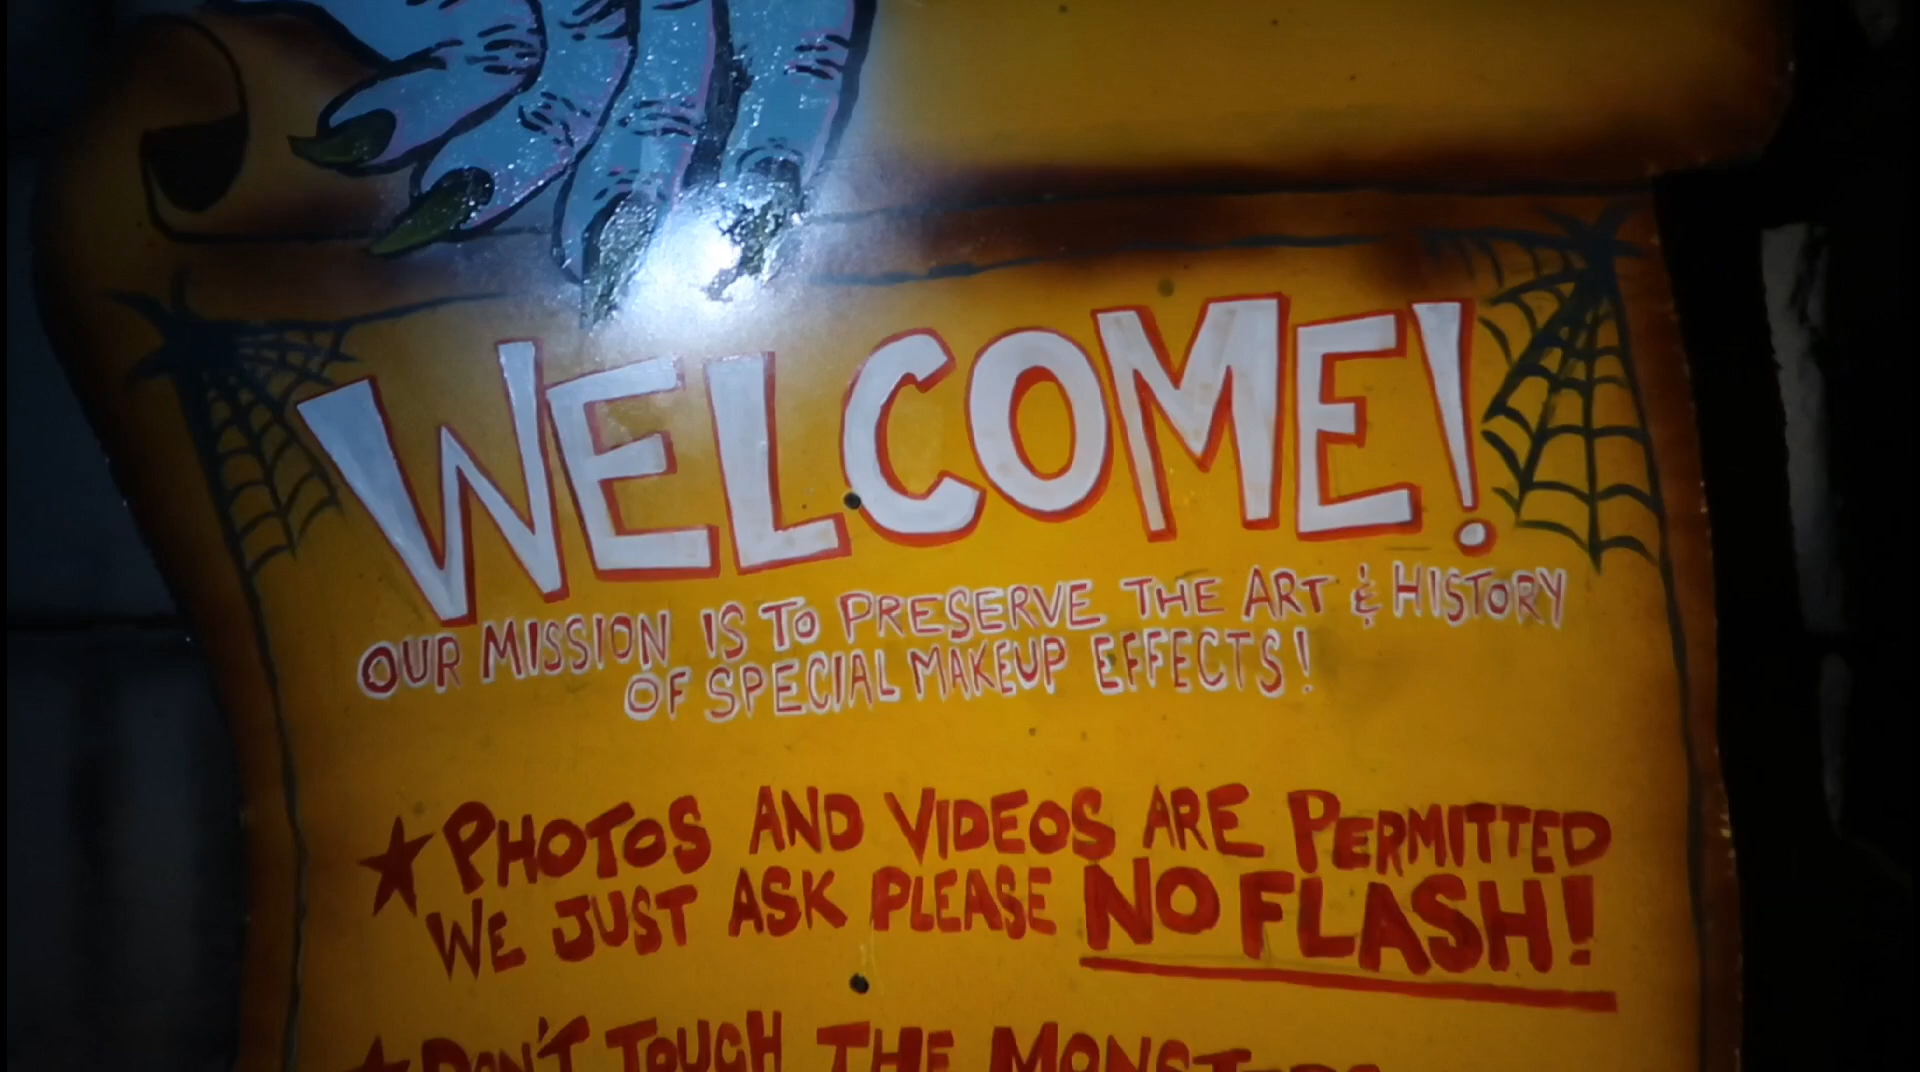 WELCOME!
OUR MISSION IS TO PRESERVE THE ART & HISTORY
OF SPECIAL MAKEUP EFFECTS!
★PHOTOS AND VIDEOS ARE PERMITTED
WE JUST ASK PLEASE NO FLASH!
★DON'T TOUCH THE MONSTERS